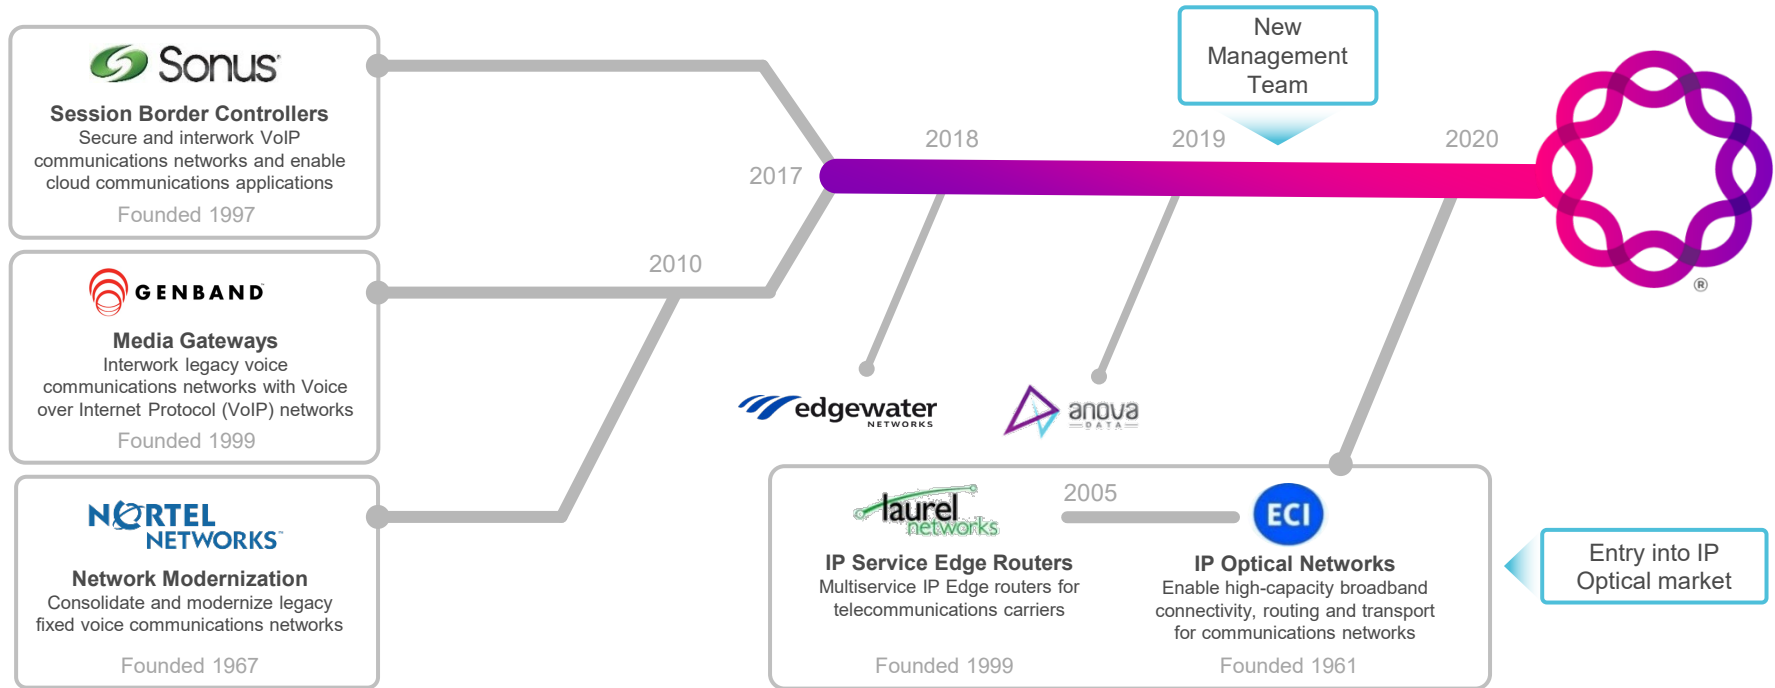 Sonus
Session Border Controllers
Secure and interwork VoIP
communications networks and enable
cloud communications applications
Founded 1997
GENBAND
Media Gateways
Interwork legacy voice
communications networks with Voice
over Internet Protocol (VoIP) networks
Founded 1999
NORTEL
NETWORKS™
Network Modernization
Consolidate and modernize legacy
fixed voice communications networks
Founded 1967
2010
2017
2018
2019
2020
New
Management
Team
®
edgewater
NETWORKS
anova
DATA
laurel
networks
IP Service Edge Routers
Multiservice IP Edge routers for
telecommunications carriers
Founded 1999
2005
ECI
IP Optical Networks
Enable high-capacity broadband
connectivity, routing and transport
for communications networks
Founded 1961
Entry into IP
Optical market